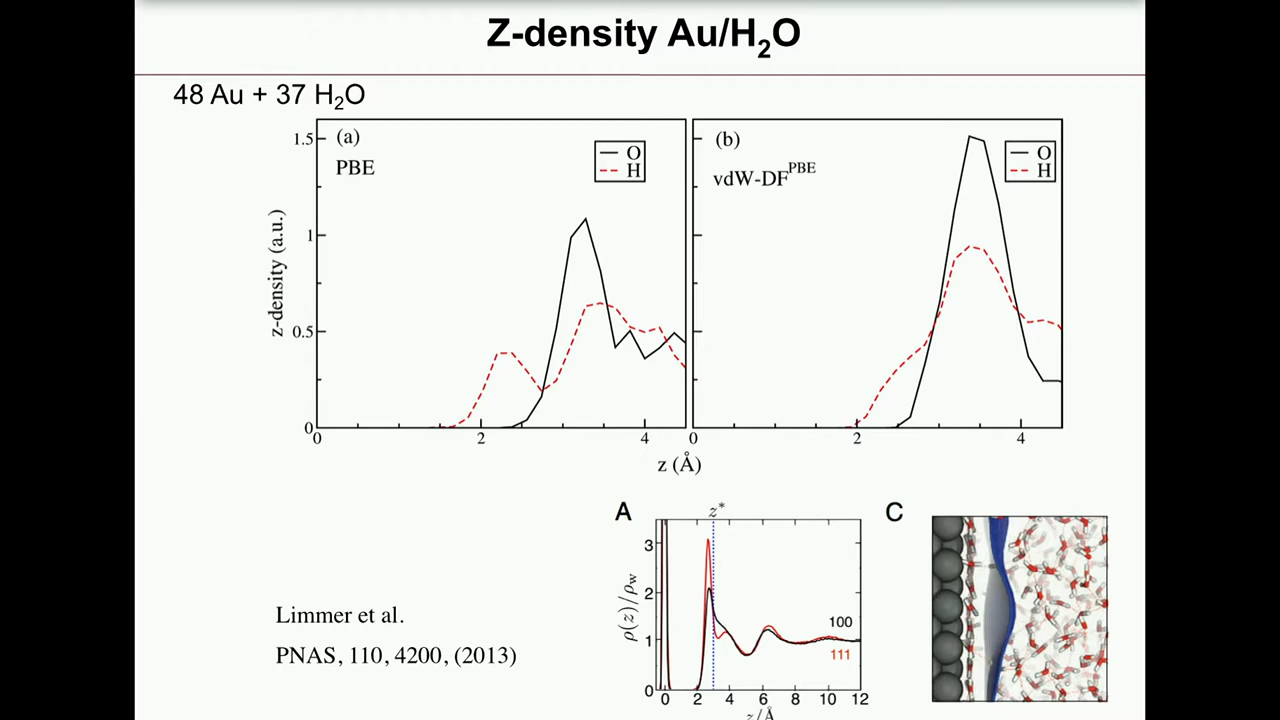 Z-density Au/H₂O
48 Au + 37 H₂O
(a)
PBE
O
H
(b)
vdW-DF^PBE
O
H
z-density (a.u.)
1.5
1
0.5
0
0 2 4 0 2 4
z (Å)
A
z*
C
3
2
1
0
ρ(z)/ρw
100
111
0 2 4 6 8 10 12
z/Å
Limmer et al.
PNAS, 110, 4200, (2013)